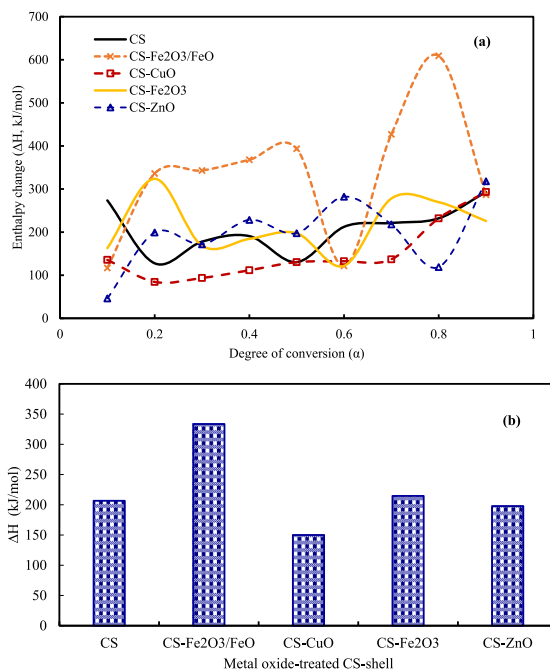 700
600
500
400
300
200
100
0
Enthalpy change (ΔH, kJ/mol)
CS
CS-Fe2O3/FeO
CS-CuO
CS-Fe2O3
CS-ZnO
(a)
0 0.2 0.4 0.6 0.8 1
Degree of conversion (α)
400
350
300
250
200
150
100
50
0
ΔH (kJ/mol)
(b)
CS CS-Fe2O3/FeO CS-CuO CS-Fe2O3 CS-ZnO
Metal oxide-treated CS-shell